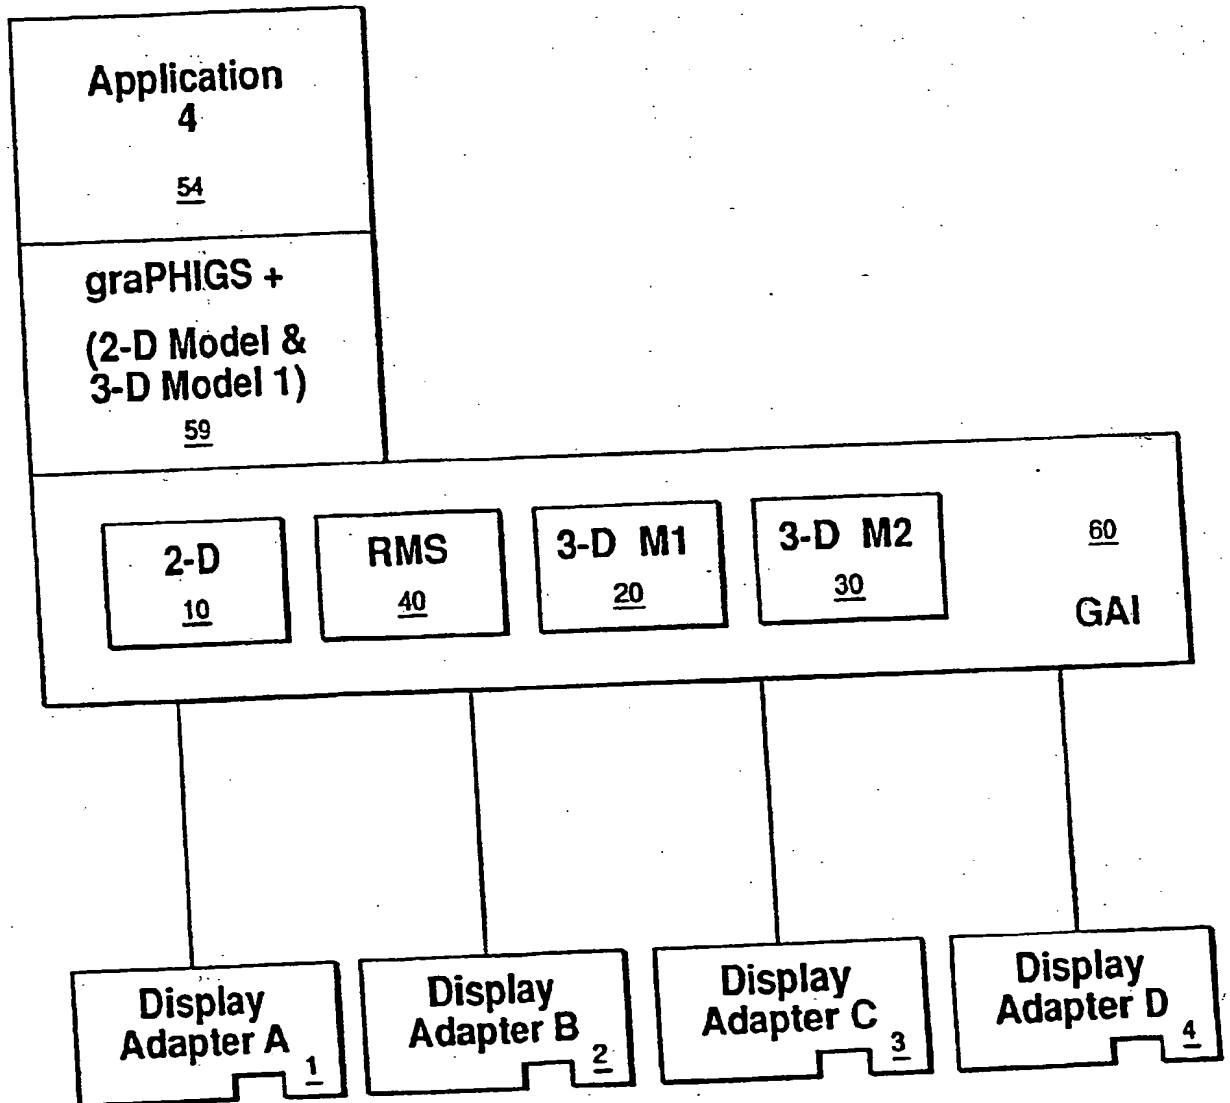 Application
4
54
graPHIGS +
(2-D Model &
3-D Model 1)
59
2-D
10
RMS
40
3-D M1
20
3-D M2
30
60
GAI
Display
Adapter A
1
Display
Adapter B
2
Display
Adapter C
3
Display
Adapter D
4